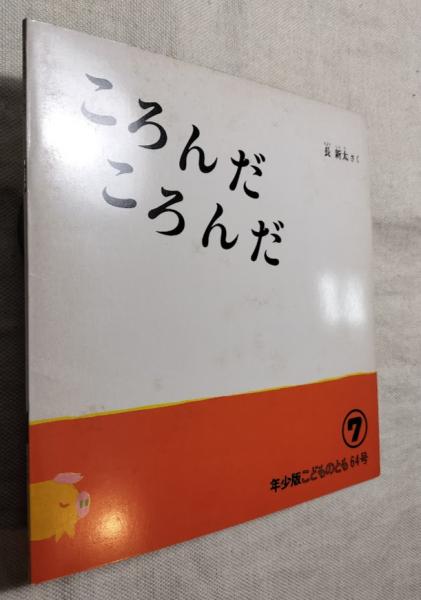 ころんだ
ころんだ
長 新太 さく
⑦
年少版こどものとも 64号